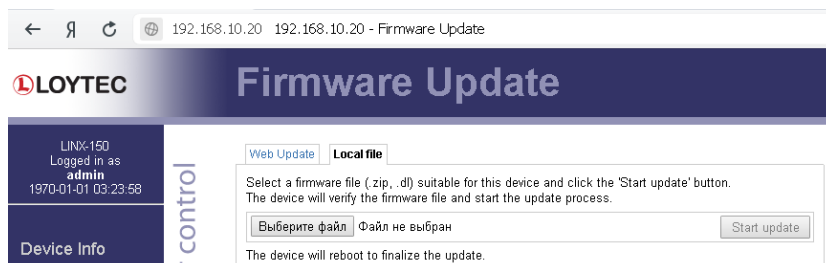 Я 192.168.10.20 192.168.10.20 - Firmware Update
LOYTEC
Firmware Update
LINX-150
Logged in as
admin
1970-01-01 03:23:58
Device Info
control
Web Update Local file
Select a firmware file (.zip, .dl) suitable for this device and click the 'Start update' button.
The device will verify the firmware file and start the update process.
Выберите файл Файл не выбран Start update
The device will reboot to finalize the update.